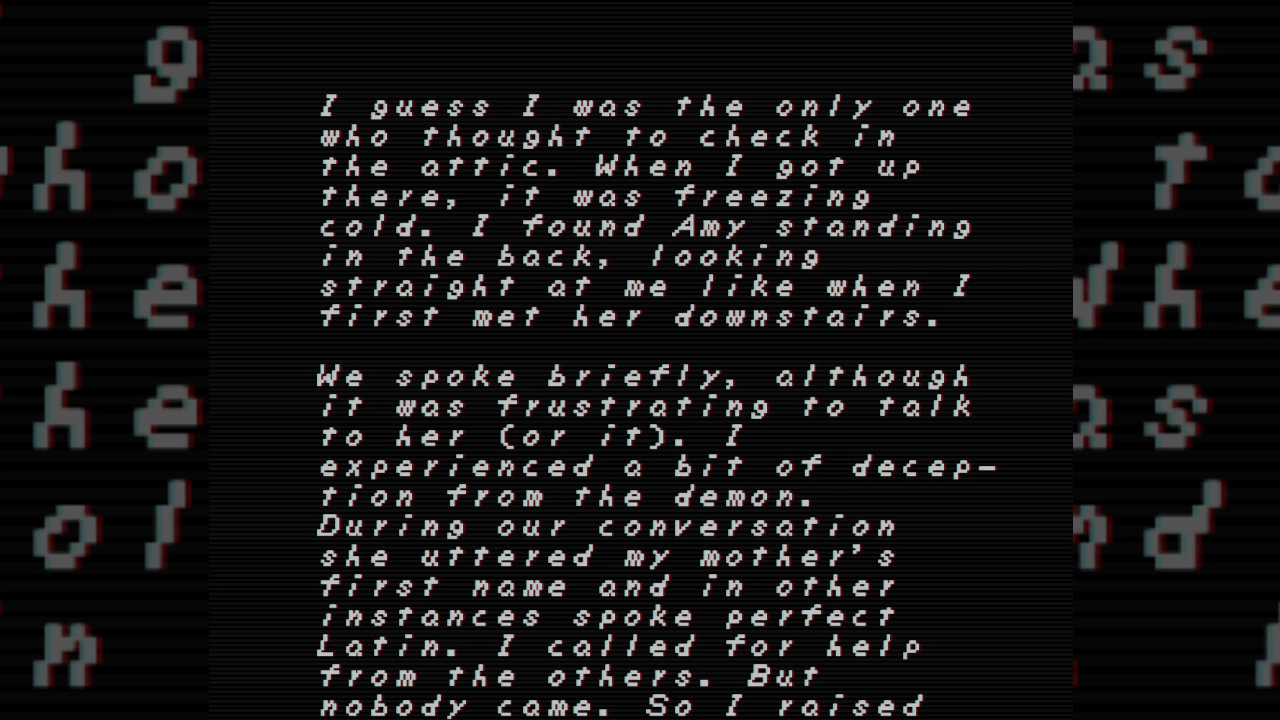 I guess I was the only one
who thought to check in
the attic. When I got up
there, it was freezing
cold. I found Amy standing
in the back, looking
straight at me like when I
first met her downstairs.
We spoke briefly, although
it was frustrating to talk
to her (or it). I
experienced a bit of decep-
tion from the demon.
During our conversation
she uttered my mother's
first name and in other
instances spoke perfect
Latin. I called for help
from the others. But
nobody came. So I raised